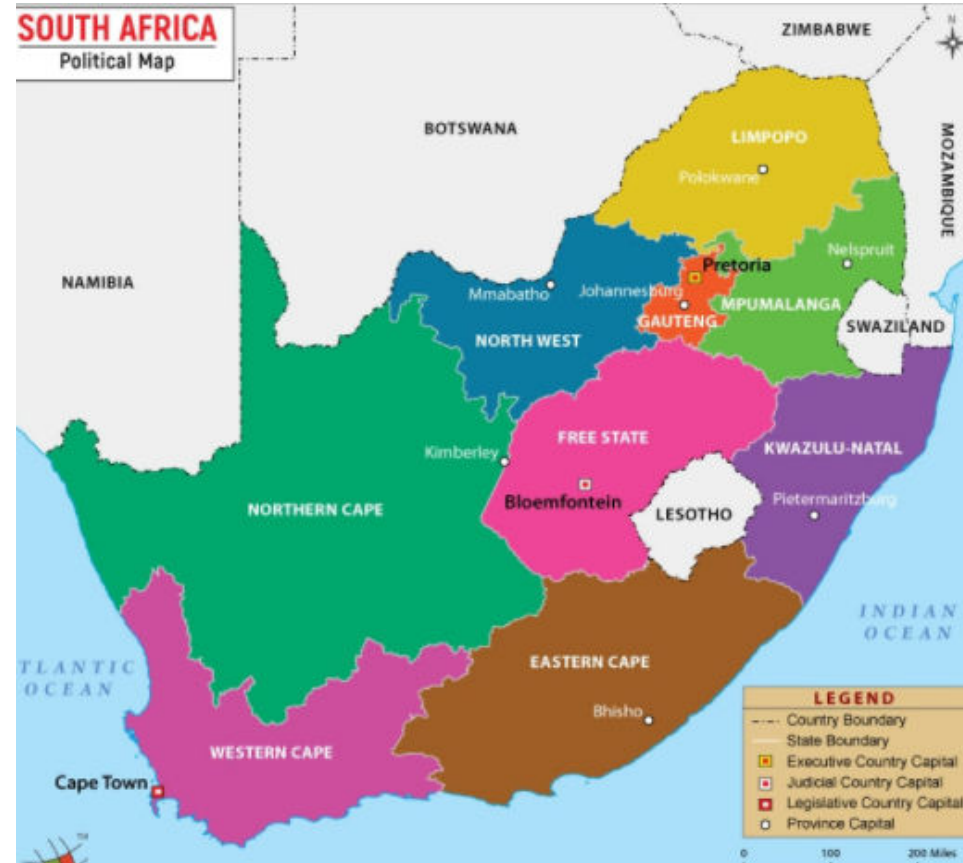 SOUTH AFRICA
Political Map
ZIMBABWE
N
BOTSWANA
LIMPOPO
MOZAMBIQUE
Polokwane
NAMIBIA
Nelspruit
Pretoria
Mmabatho
Johannesburg
MPUMALANGA
GAUTENG
SWAZILAND
NORTH WEST
FREE STATE
KWAZULU-NATAL
Kimberley
Bloemfontein
Pietermaritzburg
NORTHERN CAPE
LESOTHO
INDIAN
OCEAN
EASTERN CAPE
TLANTIC
OCEAN
Bhisho
WESTERN CAPE
Cape Town
LEGEND
Country Boundary
State Boundary
Executive Country Capital
Judicial Country Capital
Legislative Country Capital
Province Capital
0 100 200 Miles
TM